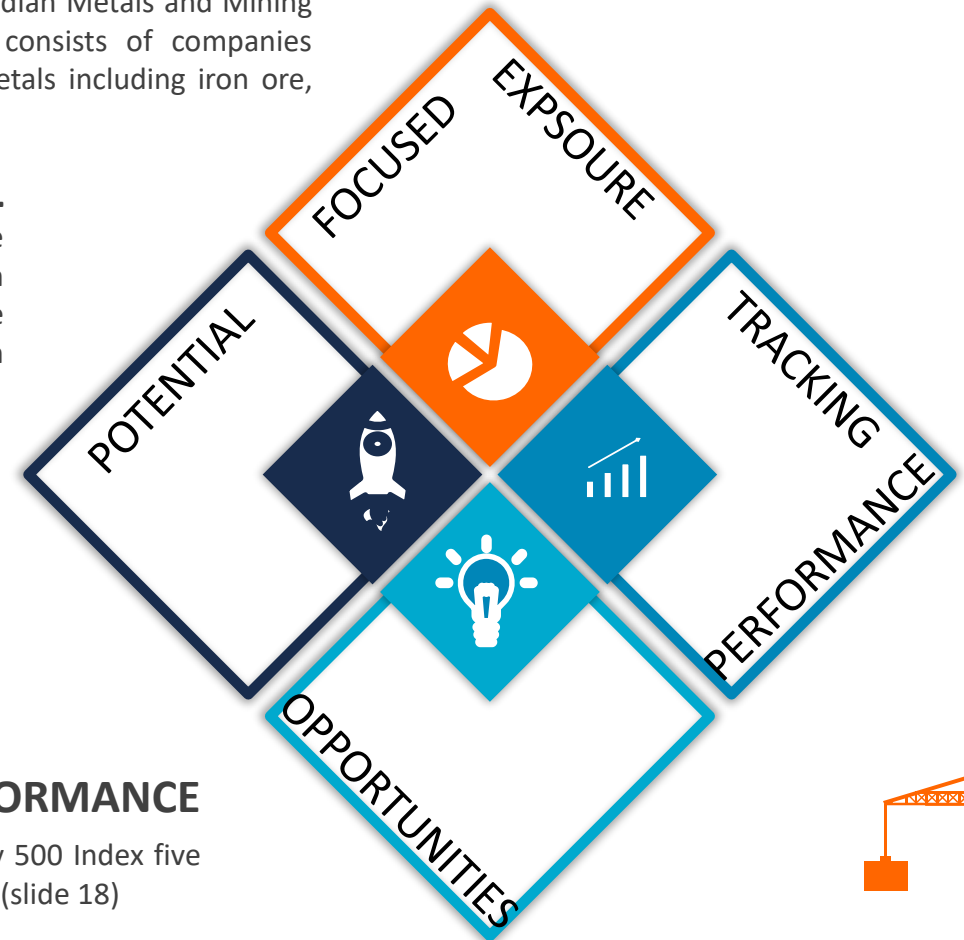 dian Metals and Mining
consists of companies
etals including iron ore,
FOCUSED
EXPSOURE
POTENTIAL
TRACKING
PERFORMANCE
OPPORTUNITIES
ORMANCE
y 500 Index five
(slide 18)